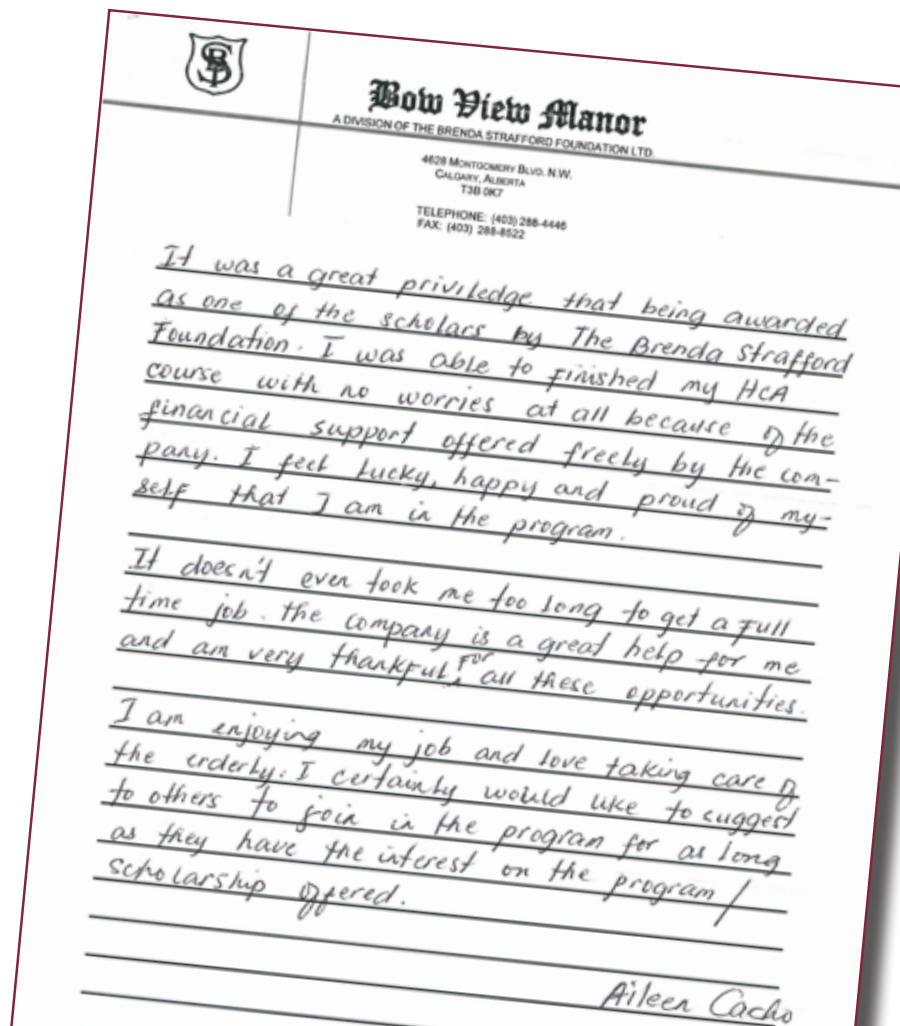 Bow View Manor
A DIVISION OF THE BRENDA STRAFFORD FOUNDATION LTD.
4628 MONTGOMERY BLVD. N.W.
CALGARY, ALBERTA
T3B 0K7
TELEPHONE: (403) 288-4446
FAX: (403) 288-8522
It was a great priviledge that being awarded
as one of the scholars by The Brenda Strafford
Foundation. I was able to finished my HCA
course with no worries at all because of the
financial support offered freely by the com-
pany. I feel lucky, happy and proud of my-
self that I am in the program.
It doesn't even took me too long to get a full
time job. The company is a great help for me
and am very thankful, for all these opportunities.
I am enjoying my job and love taking care of
the erderly. I certainly would like to suggest
to others to join in the program for as long
as they have the interest on the program /
scholarship offered.
Aileen Cacho